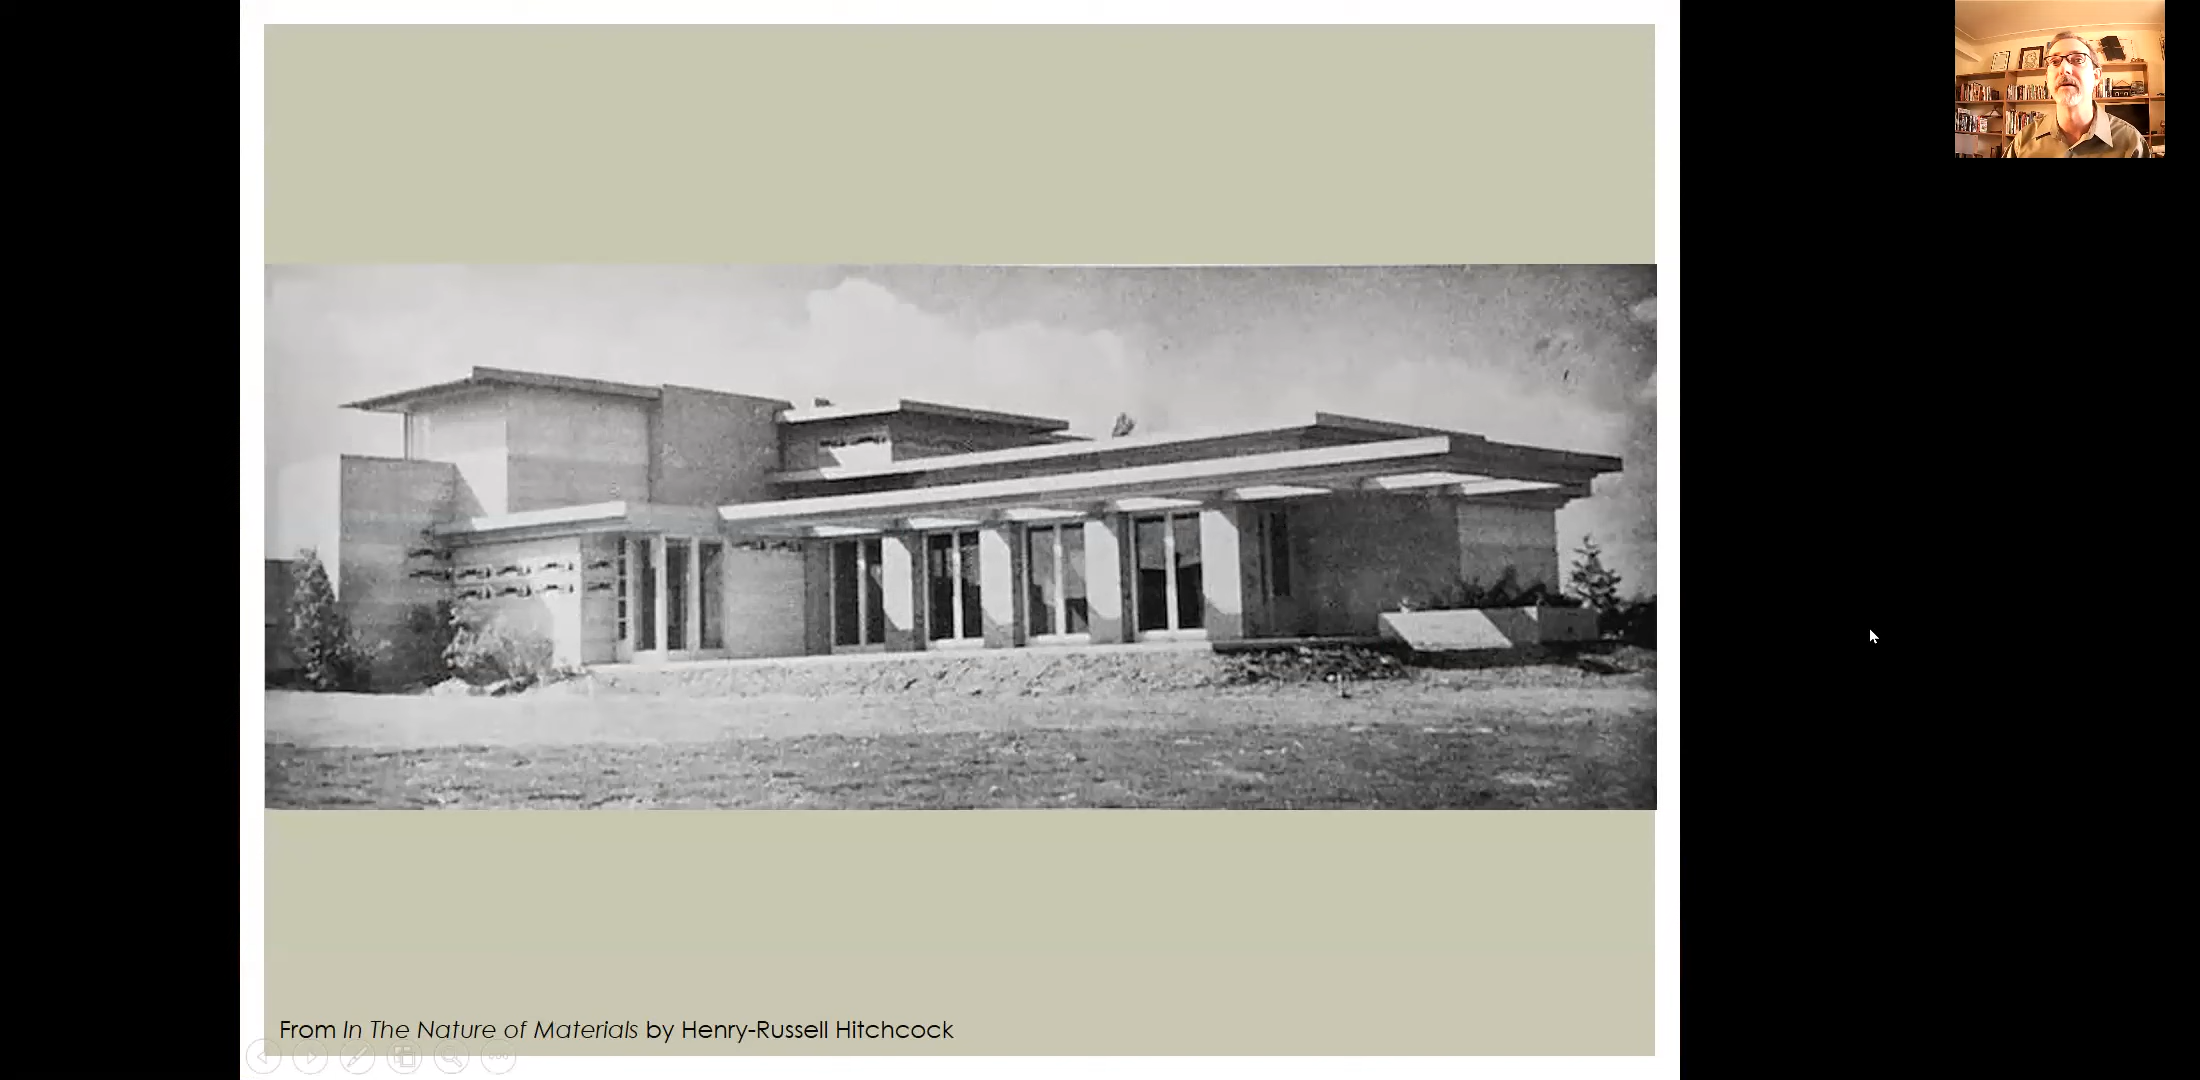 From In The Nature of Materials by Henry-Russell Hitchcock